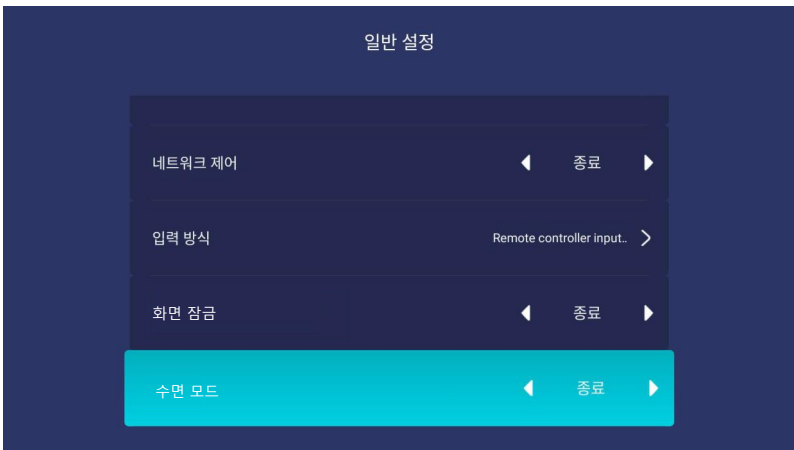 일반 설정
네트워크 제어 종료
입력 방식 Remote controller input..
화면 잠금 종료
수면 모드 종료